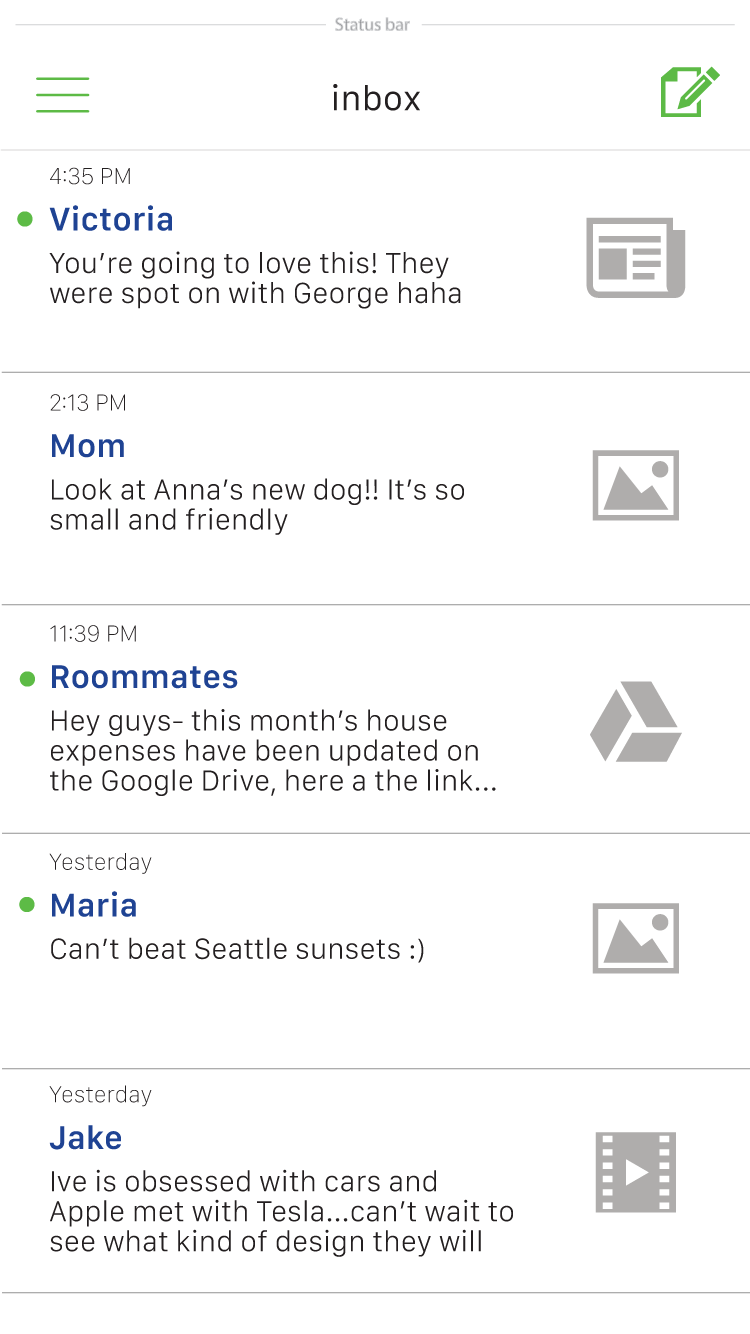 Status bar
inbox
4:35 PM
Victoria
You’re going to love this! They
were spot on with George haha
2:13 PM
Mom
Look at Anna’s new dog!! It’s so
small and friendly
11:39 PM
Roommates
Hey guys- this month’s house
expenses have been updated on
the Google Drive, here a the link...
Yesterday
Maria
Can’t beat Seattle sunsets :)
Yesterday
Jake
Ive is obsessed with cars and
Apple met with Tesla...can’t wait to
see what kind of design they will